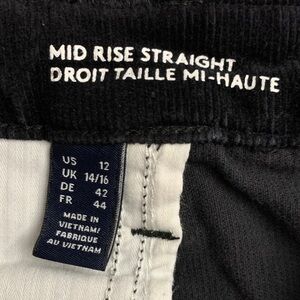 MID RISE STRAIGHT
DROIT TAILLE MI-HAUTE
US 12
UK 14/16
DE 42
FR 44
MADE IN
VIETNAM/
FABRIQUE
AU VIETNAM